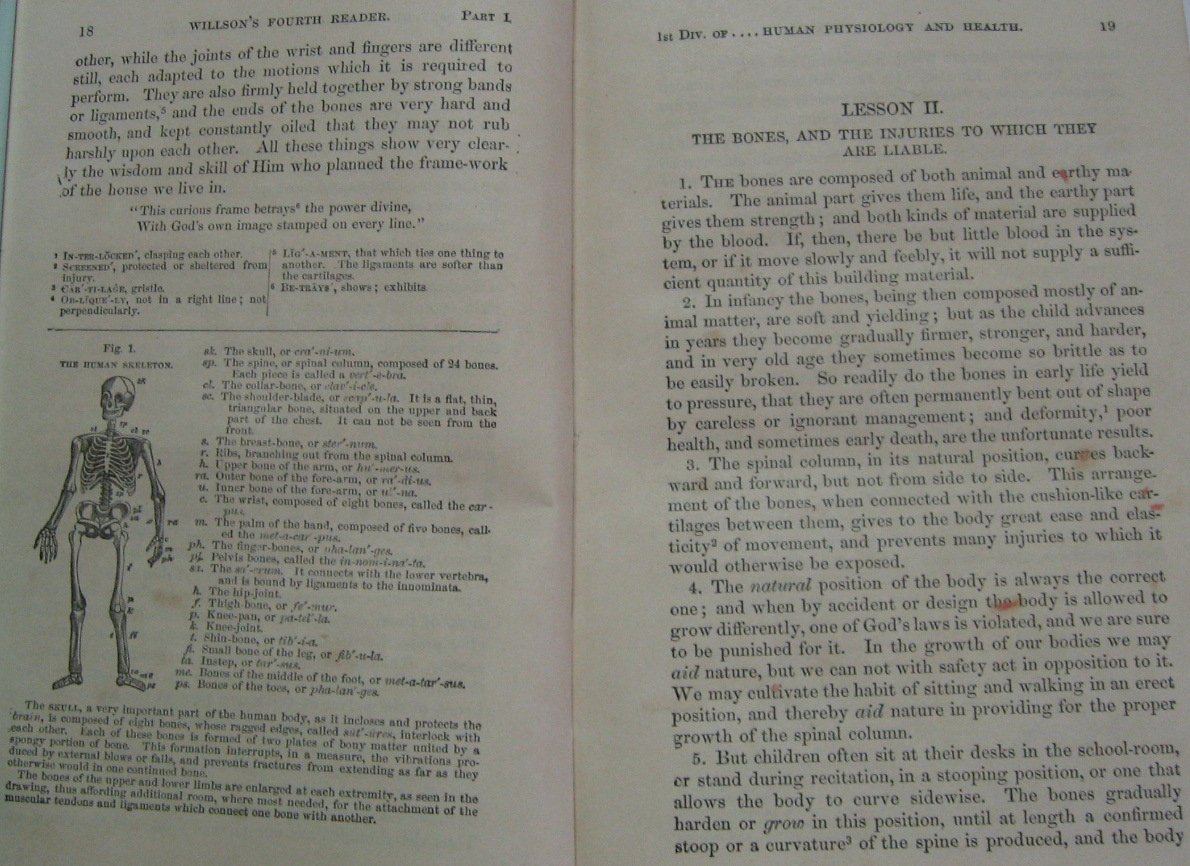 18 WILLSON'S FOURTH READER. PART I.
other, while the joints of the wrist and fingers are different
still, each adapted to the motions which it is required to
perform. They are also firmly held together by strong bands
or ligaments,⁵ and the ends of the bones are very hard and
smooth, and kept constantly oiled that they may not rub
harshly upon each other. All these things show very clear-
ly the wisdom and skill of Him who planned the frame-work
of the house we live in.
"This curious frame betrays⁶ the power divine,
With God's own image stamped on every line."
¹ IN-TER-LŎCKED', clasping each other.
² SCREENED', protected or sheltered from
injury.
³ CÄR'-TI-LAĠE, gristle.
⁴ OB-LÏQUE'-LY, not in a right line; not
perpendicularly.
⁵ LĬG'-A-MENT, that which ties one thing to
another. The ligaments are softer than
the cartilages.
⁶ BE-TRĀYS', shows; exhibits.
Fig. 1.
THE HUMAN SKELETON.
sk. The skull, or cra'-ni-um.
sp. The spine, or spinal column, composed of 24 bones.
Each piece is called a vert'-e-bra.
cl. The collar-bone, or clav'-i-cle.
sc. The shoulder-blade, or scap'-u-la. It is a flat, thin,
triangular bone, situated on the upper and back
part of the chest. It can not be seen from the
front.
s. The breast-bone, or ster'-num.
r. Ribs, branching out from the spinal column.
h. Upper bone of the arm, or hu'-mer-us.
ra. Outer bone of the fore-arm, or ra'-di-us.
u. Inner bone of the fore-arm, or ul'-na.
c. The wrist, composed of eight bones, called the car-
pus.
m. The palm of the hand, composed of five bones, call-
ed the met-a-car'-pus.
ph. The finger-bones, or pha-lan'-ges.
pl. Pelvis bones, called the in-nom-i-na'-ta.
sa. The sa'-crum. It connects with the lower vertebra,
and is bound by ligaments to the innominata.
h. The hip-joint.
f. Thigh bone, or fe'-mur.
p. Knee-pan, or pa-tel'-la.
k. Knee-joint.
t. Shin-bone, or tib'-i-a.
fi. Small bone of the leg, or fib'-u-la.
ta. Instep, or tar'-sus.
me. Bones of the middle of the foot, or met-a-tar'-sus.
ps. Bones of the toes, or pha-lan'-ges.
The SKULL, a very important part of the human body, as it incloses and protects the
brain, is composed of eight bones, whose ragged edges, called sut'-ures, interlock with
each other. Each of these bones is formed of two plates of bony matter united by a
spongy portion of bone. This formation interrupts, in a measure, the vibrations pro-
duced by external blows or falls, and prevents fractures from extending as far as they
otherwise would in one continued bone.
The bones of the upper and lower limbs are enlarged at each extremity, as seen in the
drawing, thus affording additional room, where most needed, for the attachment of the
muscular tendons and ligaments which connect one bone with another.
1st DIV. OF .... HUMAN PHYSIOLOGY AND HEALTH. 19
LESSON II.
THE BONES, AND THE INJURIES TO WHICH THEY
ARE LIABLE.
1. THE bones are composed of both animal and earthy ma-
terials. The animal part gives them life, and the earthy part
gives them strength; and both kinds of material are supplied
by the blood. If, then, there be but little blood in the sys-
tem, or if it move slowly and feebly, it will not supply a suffi-
cient quantity of this building material.
2. In infancy the bones, being then composed mostly of an-
imal matter, are soft and yielding; but as the child advances
in years they become gradually firmer, stronger, and harder,
and in very old age they sometimes become so brittle as to
be easily broken. So readily do the bones in early life yield
to pressure, that they are often permanently bent out of shape
by careless or ignorant management; and deformity,¹ poor
health, and sometimes early death, are the unfortunate results.
3. The spinal column, in its natural position, curves back-
ward and forward, but not from side to side. This arrange-
ment of the bones, when connected with the cushion-like car-
tilages between them, gives to the body great ease and elas-
ticity² of movement, and prevents many injuries to which it
would otherwise be exposed.
4. The natural position of the body is always the correct
one; and when by accident or design the body is allowed to
grow differently, one of God's laws is violated, and we are sure
to be punished for it. In the growth of our bodies we may
aid nature, but we can not with safety act in opposition to it.
We may cultivate the habit of sitting and walking in an erect
position, and thereby aid nature in providing for the proper
growth of the spinal column.
5. But children often sit at their desks in the school-room,
or stand during recitation, in a stooping position, or one that
allows the body to curve sidewise. The bones gradually
harden or grow in this position, until at length a confirmed
stoop or a curvature³ of the spine is produced, and the body